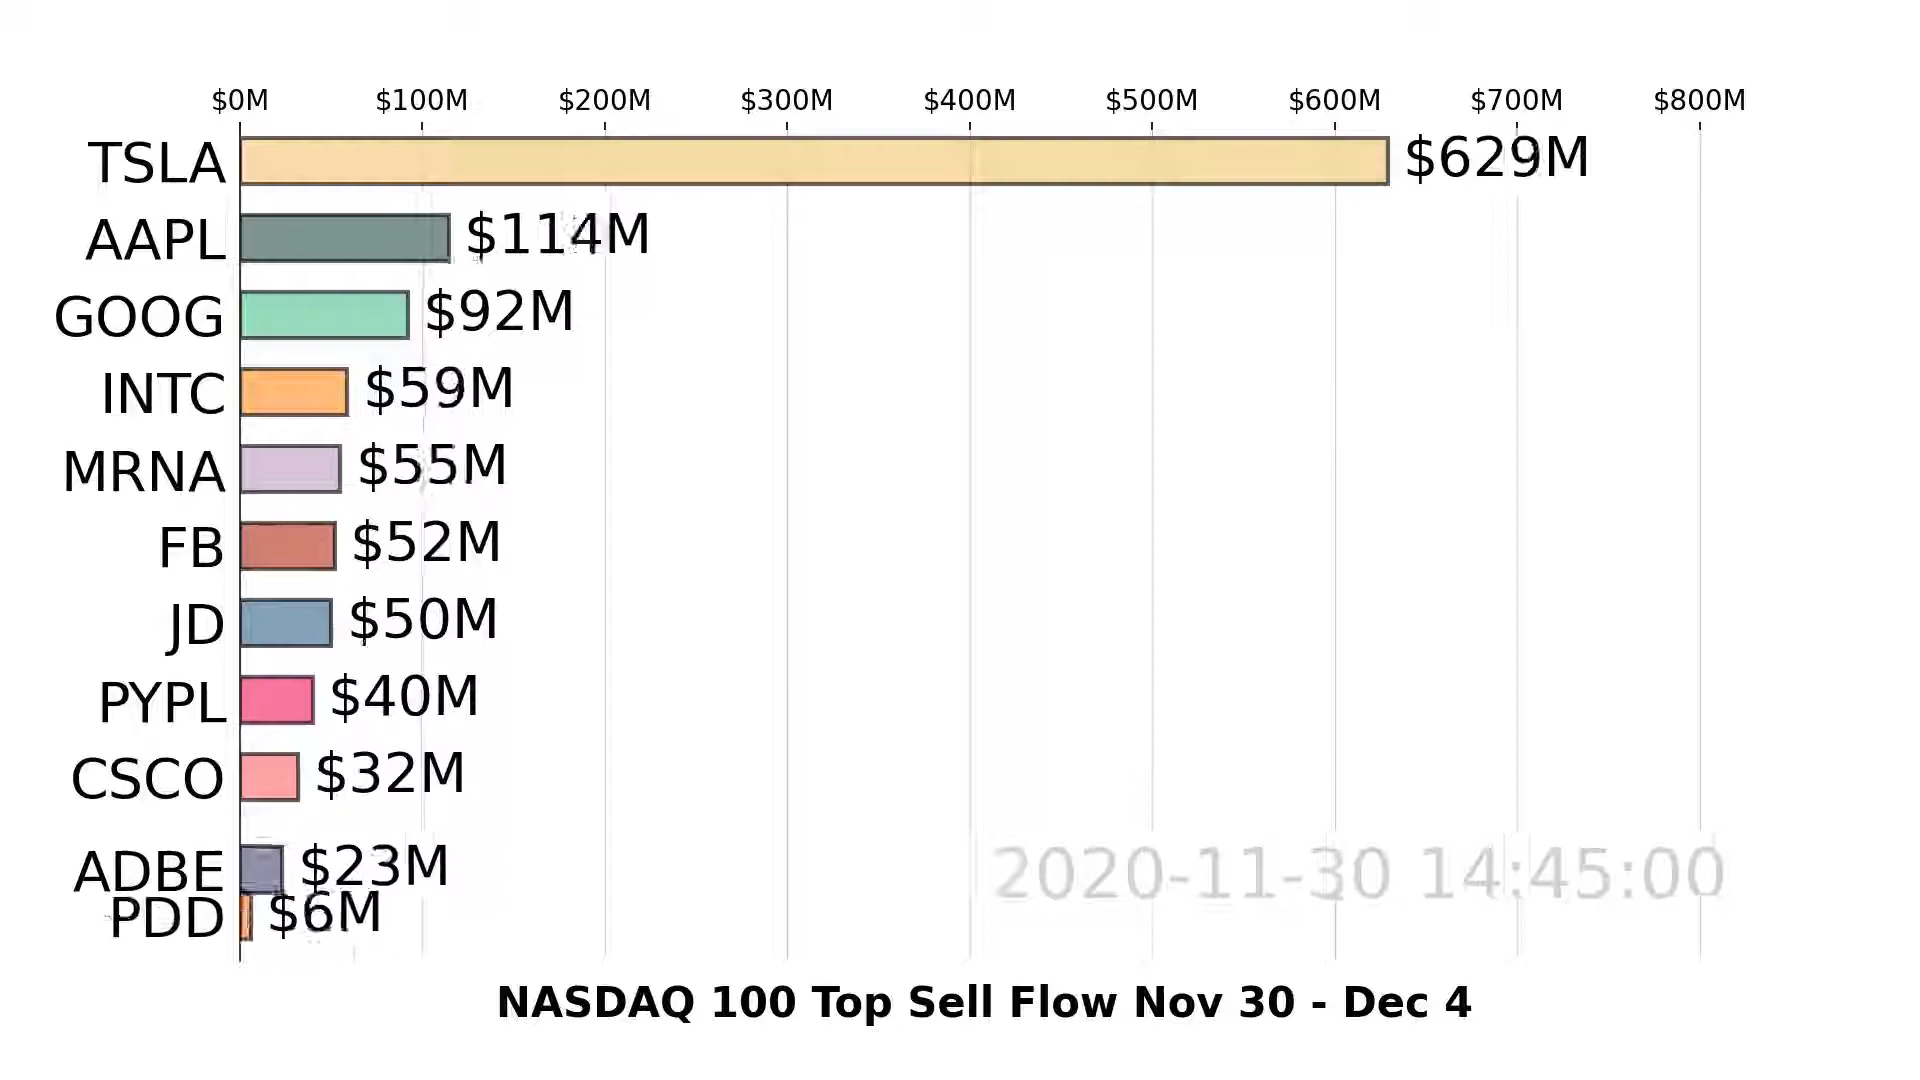 $0M $100M $200M $300M $400M $500M $600M $700M $800M
TSLA $629M
AAPL $114M
GOOG $92M
INTC $59M
MRNA $55M
FB $52M
JD $50M
PYPL $40M
CSCO $32M
ADBE $23M
PDD $6M
2020-11-30 14:45:00
NASDAQ 100 Top Sell Flow Nov 30 - Dec 4